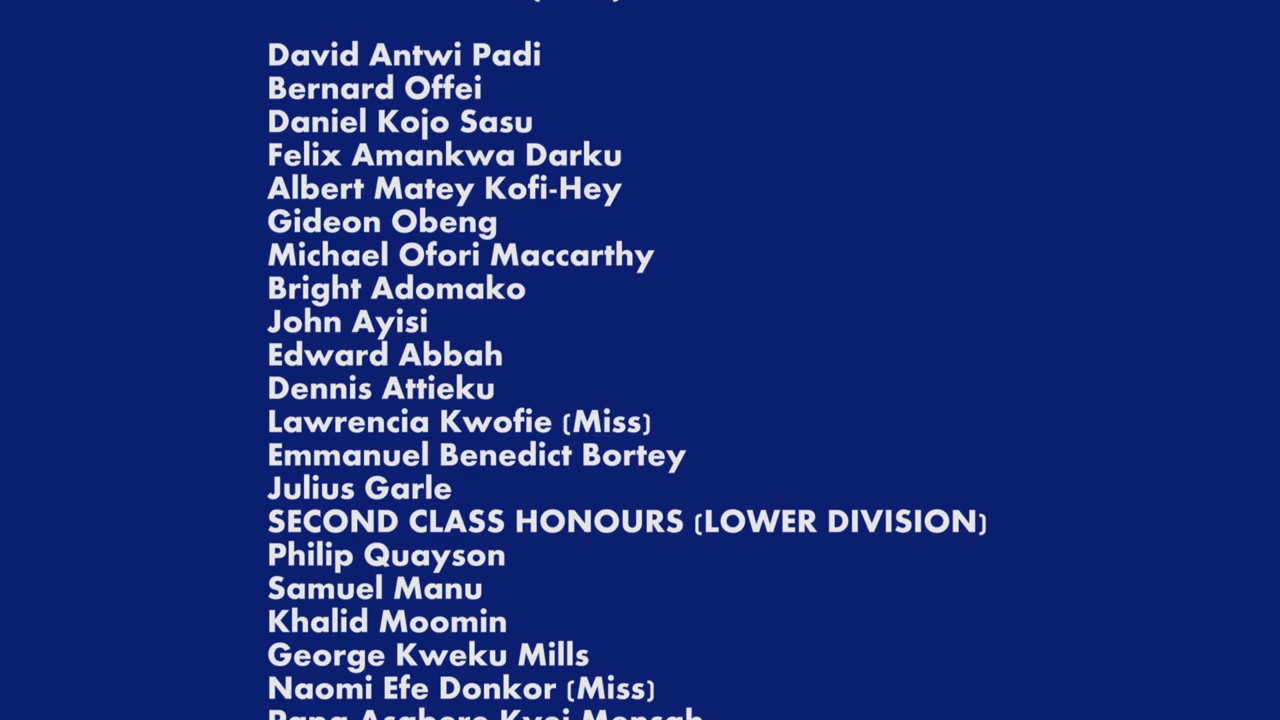 David Antwi Padi
Bernard Offei
Daniel Kojo Sasu
Felix Amankwa Darku
Albert Matey Kofi-Hey
Gideon Obeng
Michael Ofori Maccarthy
Bright Adomako
John Ayisi
Edward Abbah
Dennis Attieku
Lawrencia Kwofie (Miss)
Emmanuel Benedict Bortey
Julius Garle
SECOND CLASS HONOURS (LOWER DIVISION)
Philip Quayson
Samuel Manu
Khalid Moomin
George Kweku Mills
Naomi Efe Donkor (Miss)